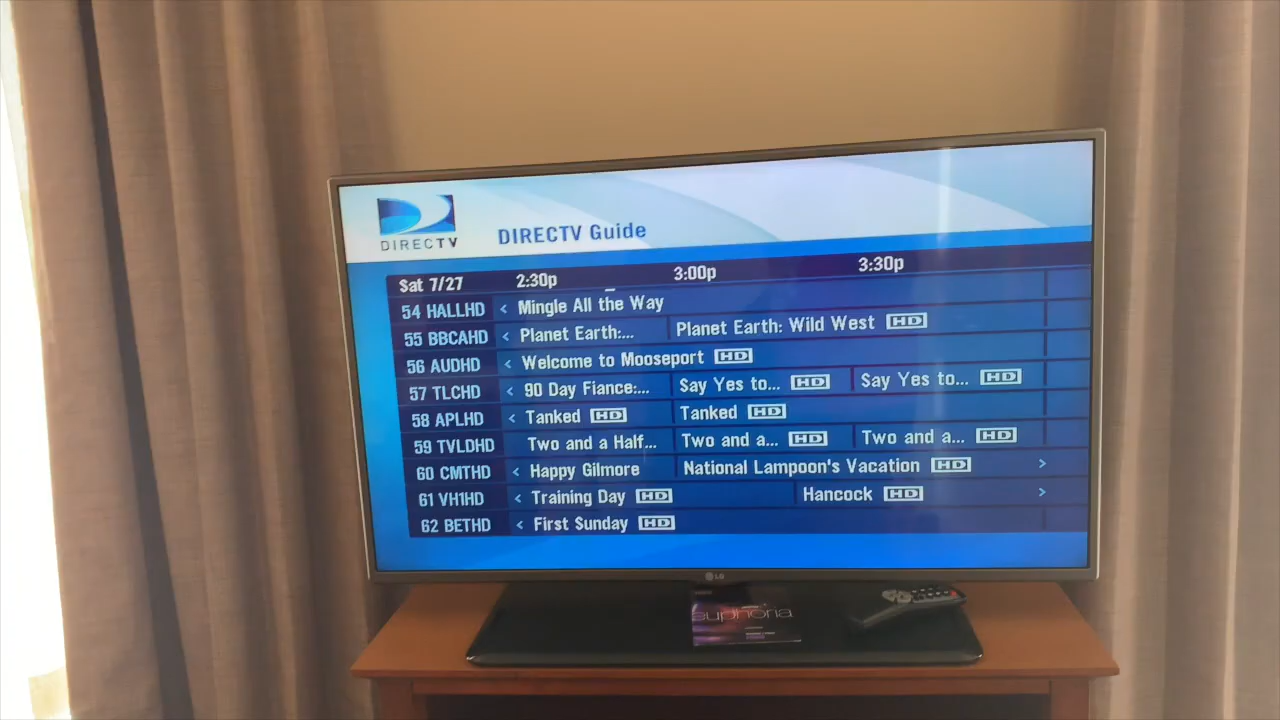 DIRECTV
DIRECTV Guide
Sat 7/27 2:30p 3:00p 3:30p
54 HALLHD < Mingle All the Way
55 BBCAHD < Planet Earth:... Planet Earth: Wild West HD
56 AUDHD < Welcome to Mooseport HD
57 TLCHD < 90 Day Fiance:... Say Yes to... HD Say Yes to... HD
58 APLHD < Tanked HD Tanked HD
59 TVLDHD Two and a Half... Two and a... HD Two and a... HD
60 CMTHD < Happy Gilmore National Lampoon's Vacation HD >
61 VH1HD < Training Day HD Hancock HD >
62 BETHD < First Sunday HD
LG
euphoria